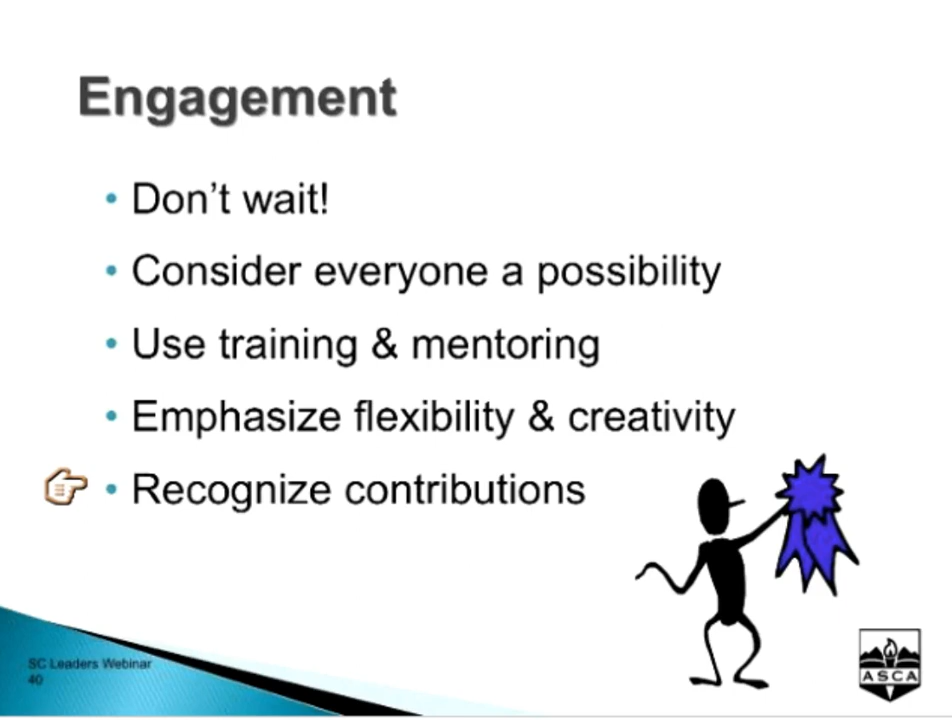 Engagement
• Don't wait!
• Consider everyone a possibility
• Use training & mentoring
• Emphasize flexibility & creativity
• Recognize contributions
SC Leaders Webinar
40
ASCA